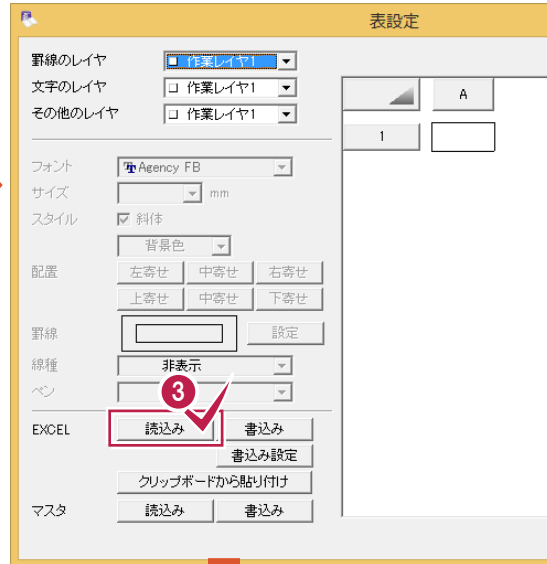 表設定
罫線のレイヤ 作業レイヤ1
文字のレイヤ 作業レイヤ1
その他のレイヤ 作業レイヤ1
A
1
フォント Agency FB
サイズ mm
スタイル 斜体
背景色
配置 左寄せ 中寄せ 右寄せ
上寄せ 中寄せ 下寄せ
罫線 設定
線種 非表示
ペン
3
EXCEL 読込み 書込み
書込み設定
クリップボードから貼り付け
マスタ 読込み 書込み